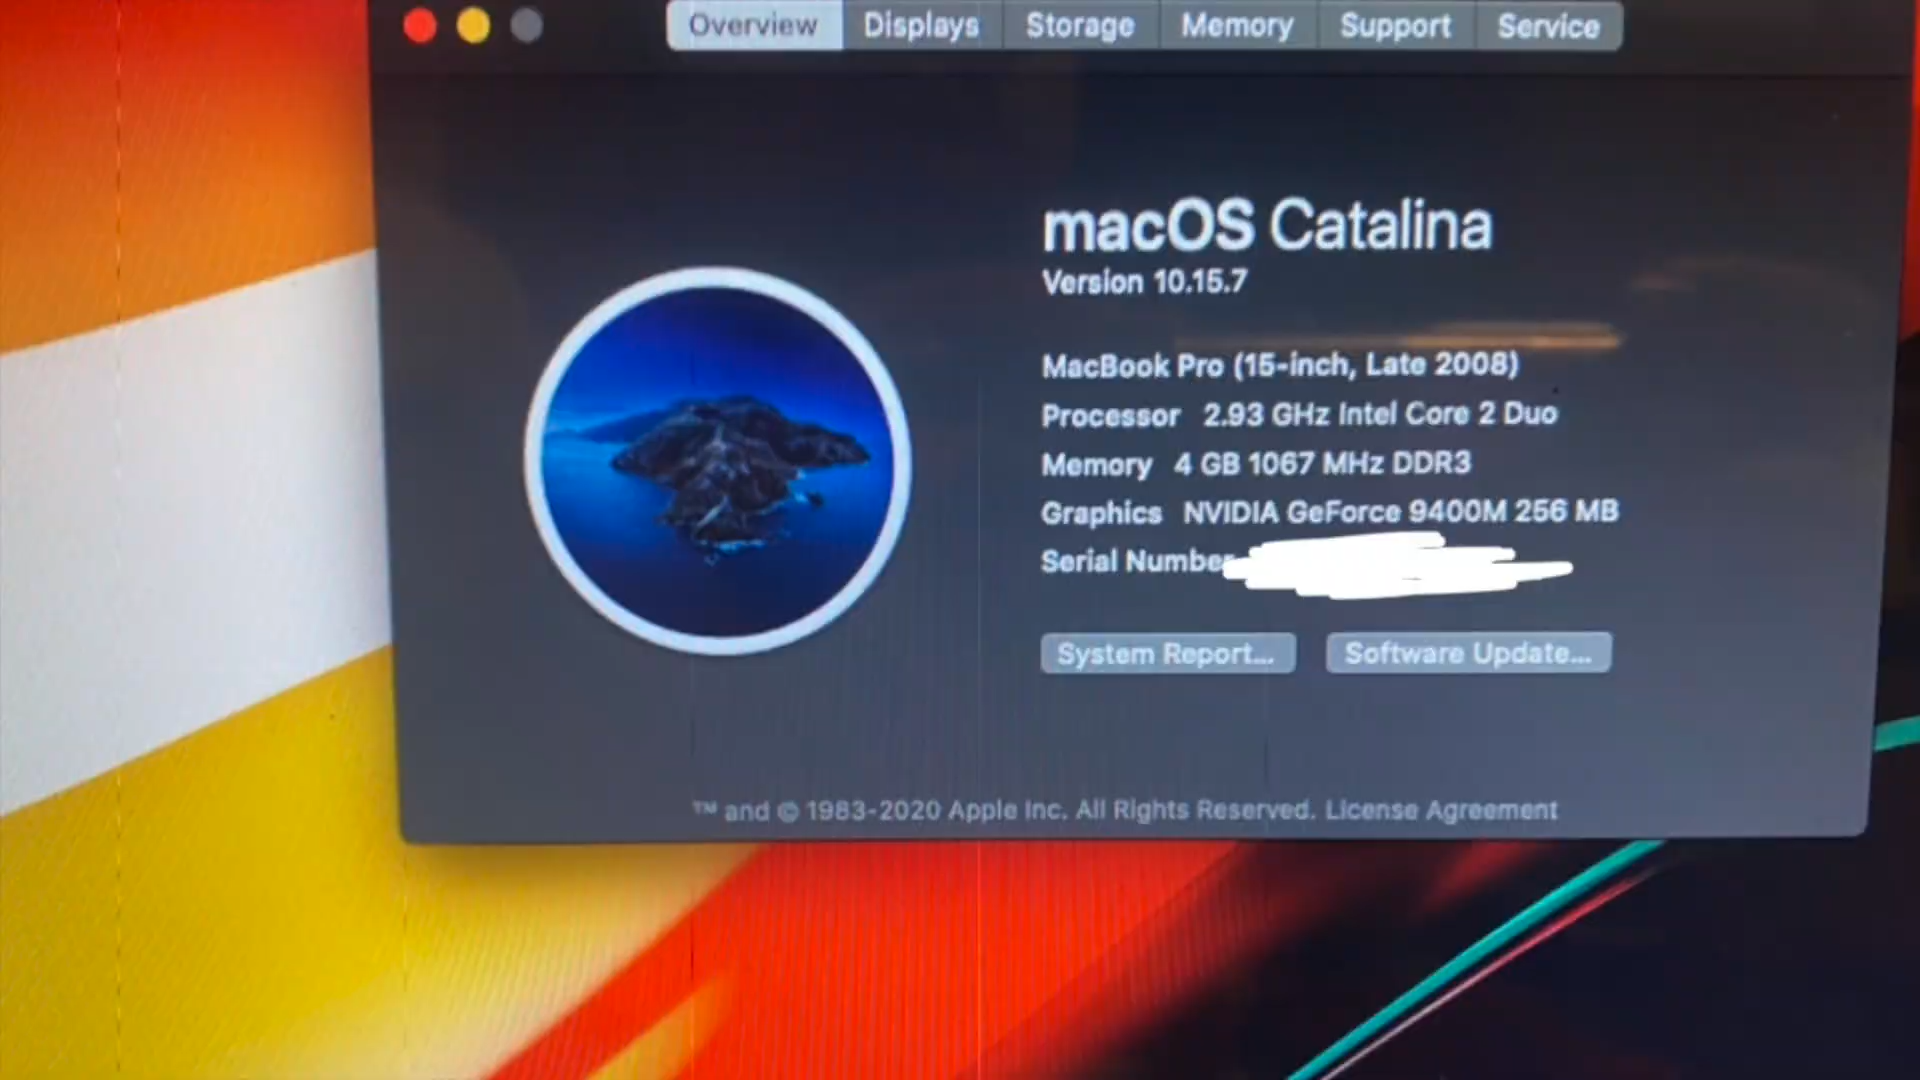 Overview Displays Storage Memory Support Service
macOS Catalina
Version 10.15.7
MacBook Pro (15-inch, Late 2008)
Processor 2.93 GHz Intel Core 2 Duo
Memory 4 GB 1067 MHz DDR3
Graphics NVIDIA GeForce 9400M 256 MB
Serial Number
System Report... Software Update...
™ and © 1983-2020 Apple Inc. All Rights Reserved. License Agreement